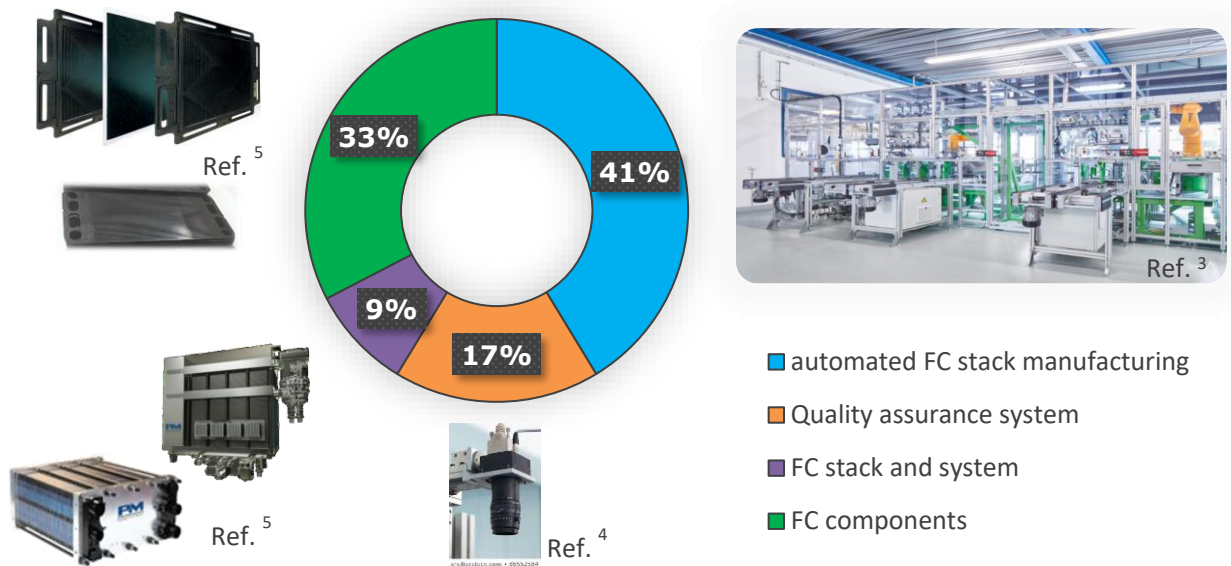 33%
41%
9%
17%
Ref. 5
Ref. 3
Ref. 5
Ref. 4
PM
automated FC stack manufacturing
Quality assurance system
FC stack and system
FC components